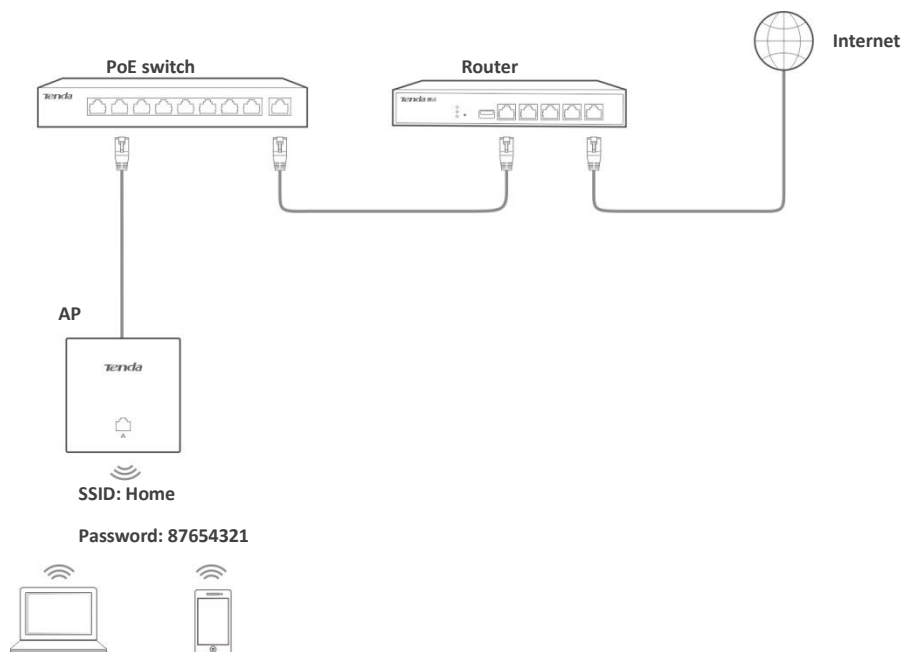 Internet
PoE switch
Router
Tenda
Tenda
AP
Tenda
SSID: Home
Password: 87654321